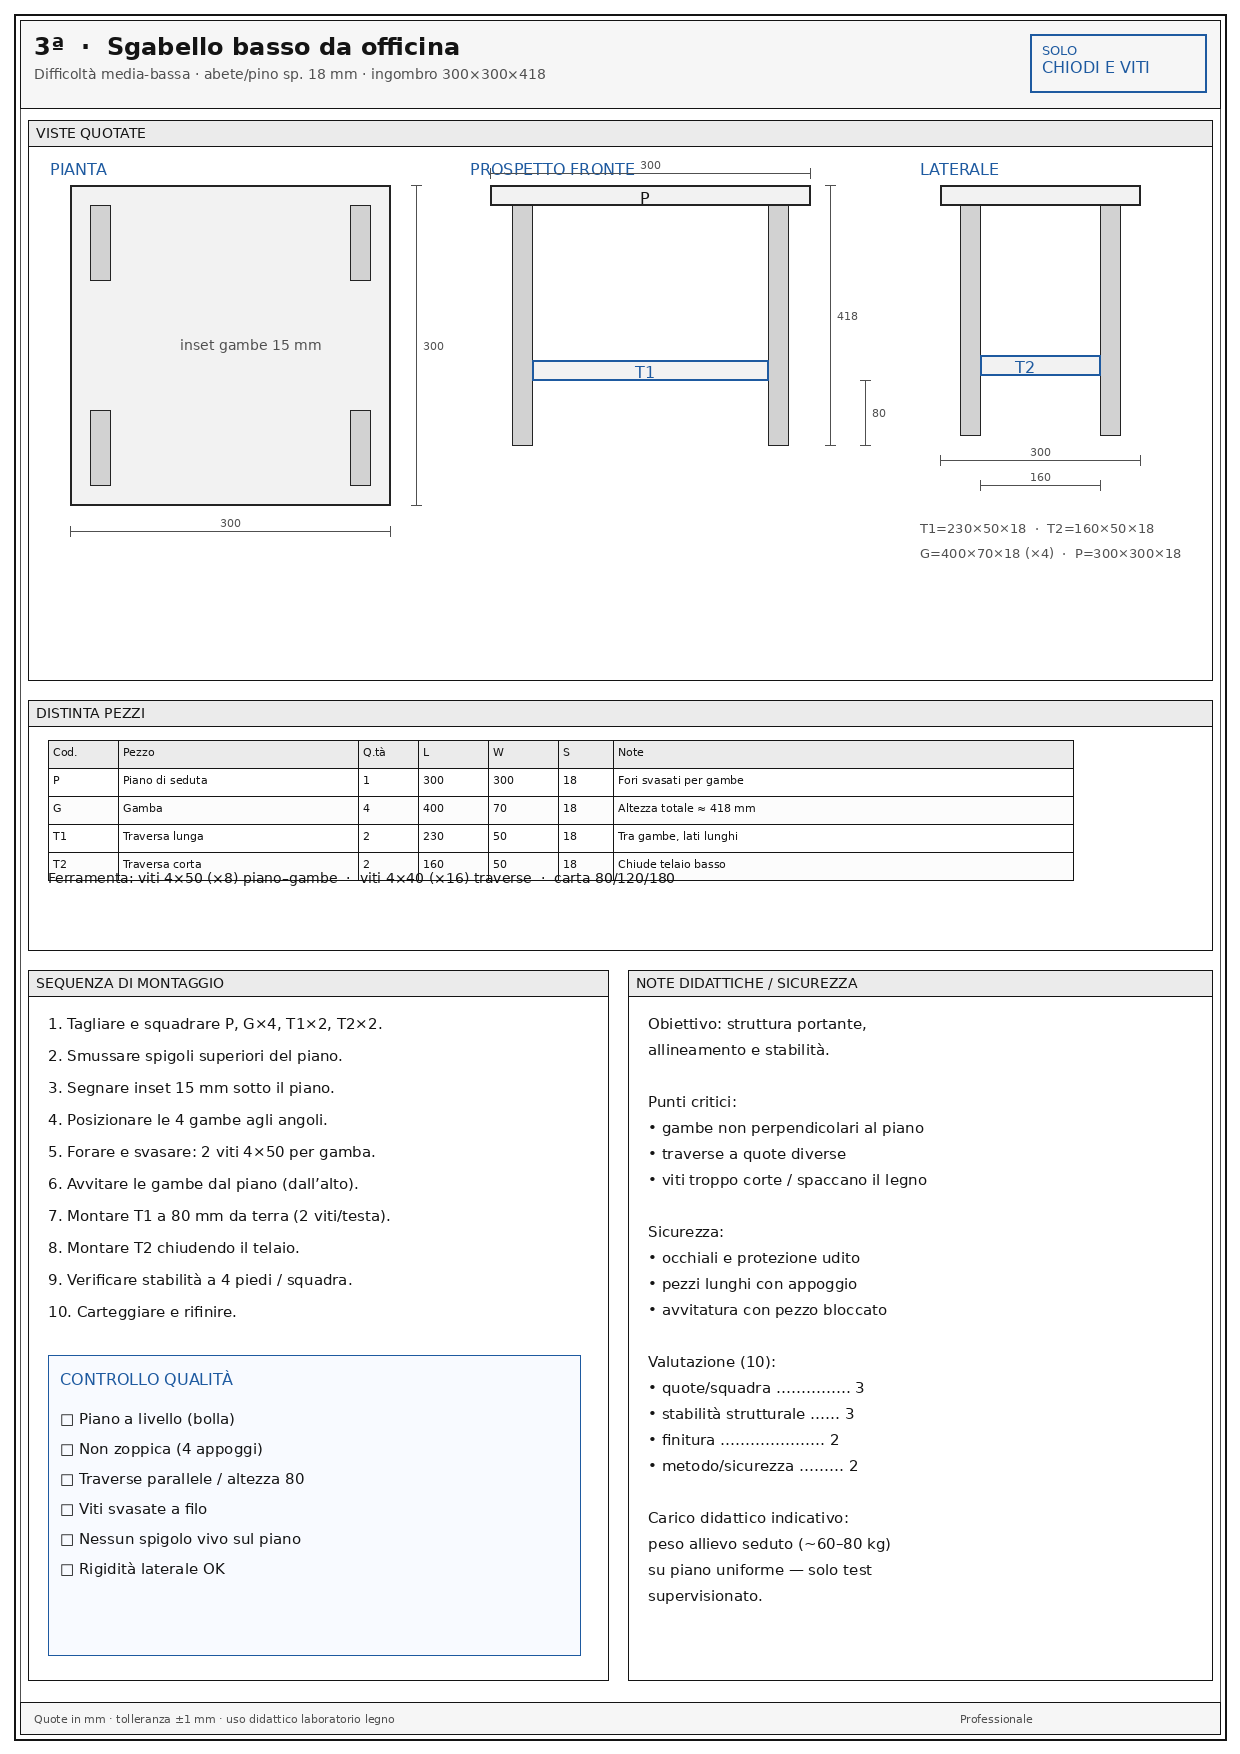 3ª · Sgabello basso da officina
Difficoltà media-bassa · abete/pino sp. 18 mm · ingombro 300×300×418
SOLO
CHIODI E VITI
VISTE QUOTATE
PIANTA
inset gambe 15 mm
300
300
PROSPETTO FRONTE
300
P
T1
418
80
LATERALE
T2
300
160
T1=230×50×18 · T2=160×50×18
G=400×70×18 (×4) · P=300×300×18
DISTINTA PEZZI
Cod. Pezzo Q.tà L W S Note
P Piano di seduta 1 300 300 18 Fori svasati per gambe
G Gamba 4 400 70 18 Altezza totale ≈ 418 mm
T1 Traversa lunga 2 230 50 18 Tra gambe, lati lunghi
T2 Traversa corta 2 160 50 18 Chiude telaio basso
Ferramenta: viti 4×50 (×8) piano–gambe · viti 4×40 (×16) traverse · carta 80/120/180
SEQUENZA DI MONTAGGIO
1. Tagliare e squadrare P, G×4, T1×2, T2×2.
2. Smussare spigoli superiori del piano.
3. Segnare inset 15 mm sotto il piano.
4. Posizionare le 4 gambe agli angoli.
5. Forare e svasare: 2 viti 4×50 per gamba.
6. Avvitare le gambe dal piano (dall’alto).
7. Montare T1 a 80 mm da terra (2 viti/testa).
8. Montare T2 chiudendo il telaio.
9. Verificare stabilità a 4 piedi / squadra.
10. Carteggiare e rifinire.
CONTROLLO QUALITÀ
□ Piano a livello (bolla)
□ Non zoppica (4 appoggi)
□ Traverse parallele / altezza 80
□ Viti svasate a filo
□ Nessun spigolo vivo sul piano
□ Rigidità laterale OK
NOTE DIDATTICHE / SICUREZZA
Obiettivo: struttura portante,
allineamento e stabilità.
Punti critici:
• gambe non perpendicolari al piano
• traverse a quote diverse
• viti troppo corte / spaccano il legno
Sicurezza:
• occhiali e protezione udito
• pezzi lunghi con appoggio
• avvitatura con pezzo bloccato
Valutazione (10):
• quote/squadra ............... 3
• stabilità strutturale ...... 3
• finitura ..................... 2
• metodo/sicurezza ......... 2
Carico didattico indicativo:
peso allievo seduto (~60–80 kg)
su piano uniforme — solo test
supervisionato.
Quote in mm · tolleranza ±1 mm · uso didattico laboratorio legno
Professionale